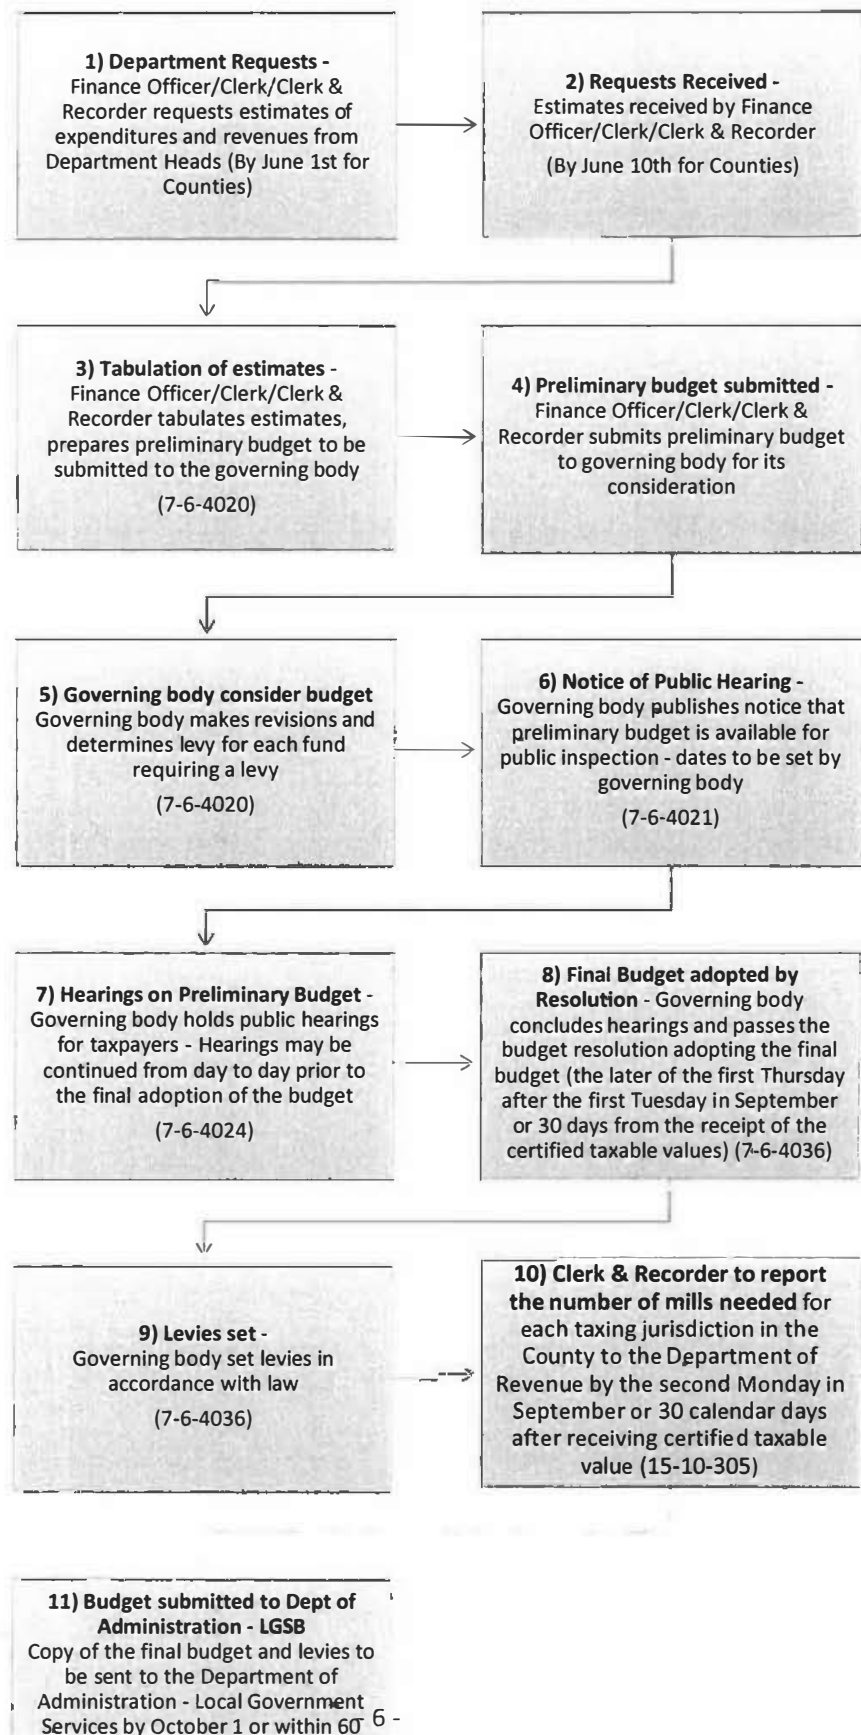 1) Department Requests -
Finance Officer/Clerk/Clerk &
Recorder requests estimates of
expenditures and revenues from
Department Heads (By June 1st for
Counties)
2) Requests Received -
Estimates received by Finance
Officer/Clerk/Clerk & Recorder
(By June 10th for Counties)
3) Tabulation of estimates -
Finance Officer/Clerk/Clerk &
Recorder tabulates estimates,
prepares preliminary budget to be
submitted to the governing body
(7-6-4020)
4) Preliminary budget submitted -
Finance Officer/Clerk/Clerk &
Recorder submits preliminary budget
to governing body for its
consideration
5) Governing body consider budget
Governing body makes revisions and
determines levy for each fund
requiring a levy
(7-6-4020)
6) Notice of Public Hearing -
Governing body publishes notice that
preliminary budget is available for
public inspection - dates to be set by
governing body
(7-6-4021)
7) Hearings on Preliminary Budget -
Governing body holds public hearings
for taxpayers - Hearings may be
continued from day to day prior to
the final adoption of the budget
(7-6-4024)
8) Final Budget adopted by
Resolution - Governing body
concludes hearings and passes the
budget resolution adopting the final
budget (the later of the first Thursday
after the first Tuesday in September
or 30 days from the receipt of the
certified taxable values) (7-6-4036)
9) Levies set -
Governing body set levies in
accordance with law
(7-6-4036)
10) Clerk & Recorder to report
the number of mills needed for
each taxing jurisdiction in the
County to the Department of
Revenue by the second Monday in
September or 30 calendar days
after receiving certified taxable
value (15-10-305)
11) Budget submitted to Dept of
Administration - LGSB
Copy of the final budget and levies to
be sent to the Department of
Administration - Local Government
Services by October 1 or within 60
- 6 -